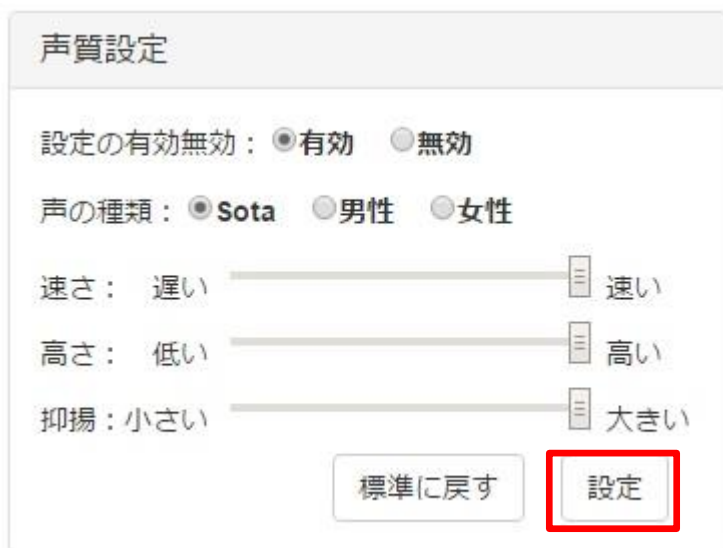 声質設定
設定の有効無効： 有効 無効
声の種類： Sota 男性 女性
速さ： 遅い 速い
高さ： 低い 高い
抑揚：小さい 大きい
標準に戻す 設定